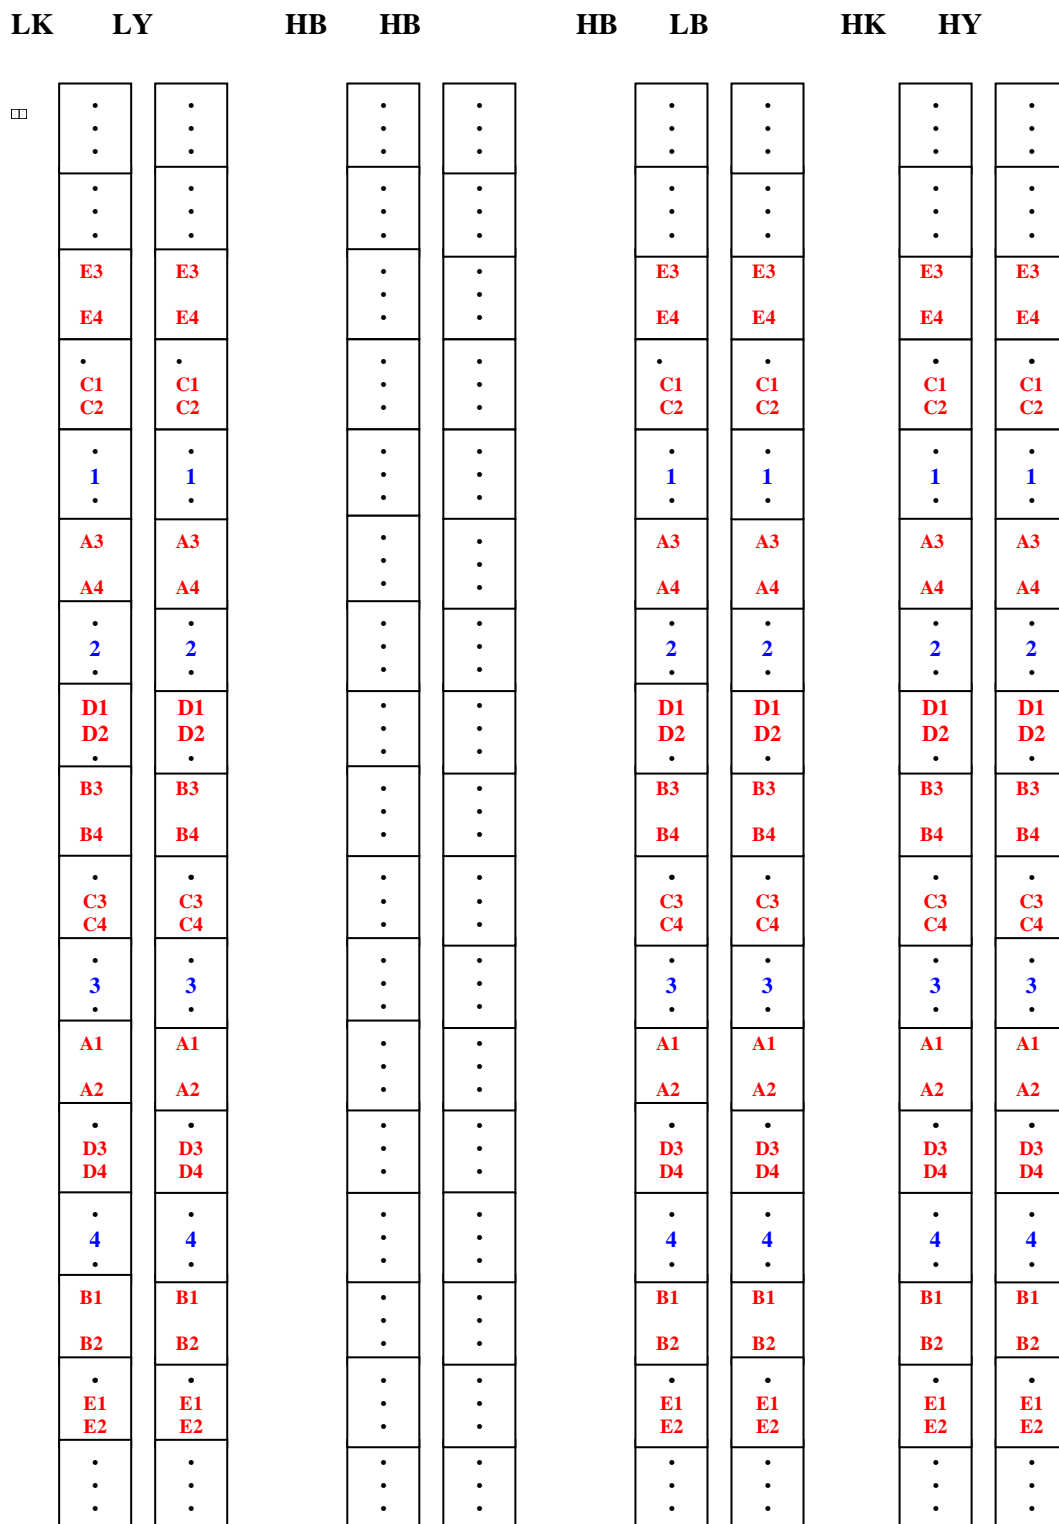 LK LY HB HB HB LB HK HY
• • • • • • • •
• • • • • • • •
• • • • • • • •
• • • • • • • •
• • • • • • • •
• • • • • • • •
E3 E3 • • E3 E3 E3 E3
• •
E4 E4 • • E4 E4 E4 E4
• • • • • • • •
C1 C1 • • C1 C1 C1 C1
C2 C2 • • C2 C2 C2 C2
• • • • • • • •
1 1 • • 1 1 1 1
• • • • • • • •
A3 A3 • • A3 A3 A3 A3
• •
A4 A4 • • A4 A4 A4 A4
• • • • • • • •
2 2 • • 2 2 2 2
• • • • • • • •
D1 D1 • • D1 D1 D1 D1
D2 D2 • • D2 D2 D2 D2
• • • • • • • •
B3 B3 • • B3 B3 B3 B3
• •
B4 B4 • • B4 B4 B4 B4
• • • • • • • •
C3 C3 • • C3 C3 C3 C3
C4 C4 • • C4 C4 C4 C4
• • • • • • • •
3 3 • • 3 3 3 3
• • • • • • • •
A1 A1 • • A1 A1 A1 A1
• •
A2 A2 • • A2 A2 A2 A2
• • • • • • • •
D3 D3 • • D3 D3 D3 D3
D4 D4 • • D4 D4 D4 D4
• • • • • • • •
4 4 • • 4 4 4 4
• • • • • • • •
B1 B1 • • B1 B1 B1 B1
• •
B2 B2 • • B2 B2 B2 B2
• • • • • • • •
E1 E1 • • E1 E1 E1 E1
E2 E2 • • E2 E2 E2 E2
• • • • • • • •
• • • • • • • •
• • • • • • • •